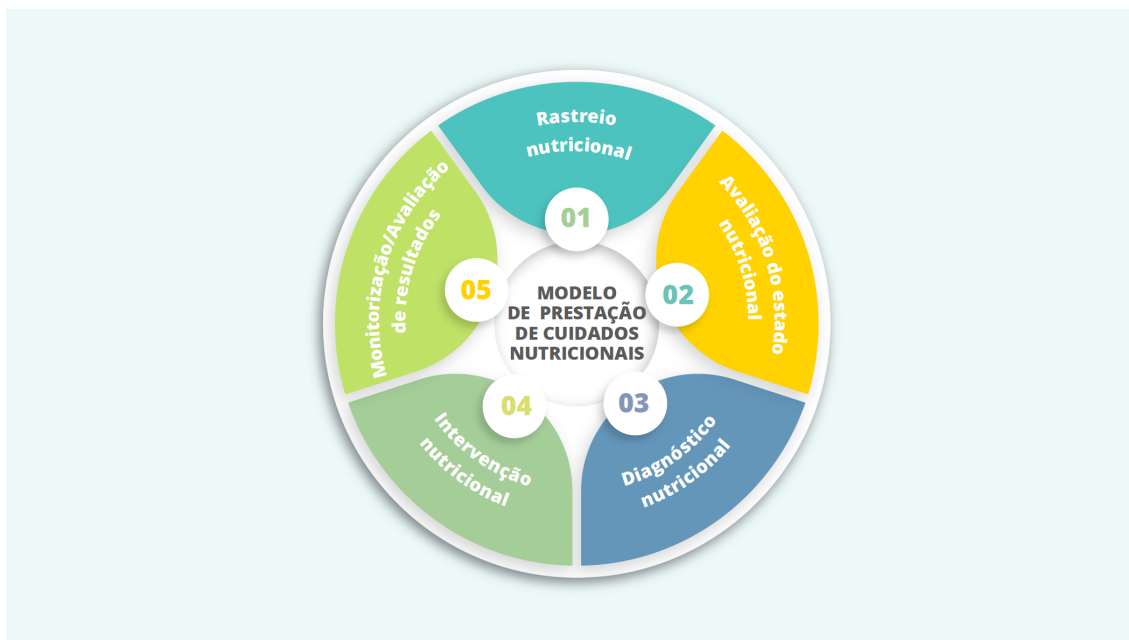 Rastreio
nutricional
01
Avaliação do estado
nutricional
02
Diagnóstico
nutricional
03
Intervenção
nutricional
04
Monitorização/Avaliação
de resultados
05
MODELO
DE PRESTAÇÃO
DE CUIDADOS
NUTRICIONAIS